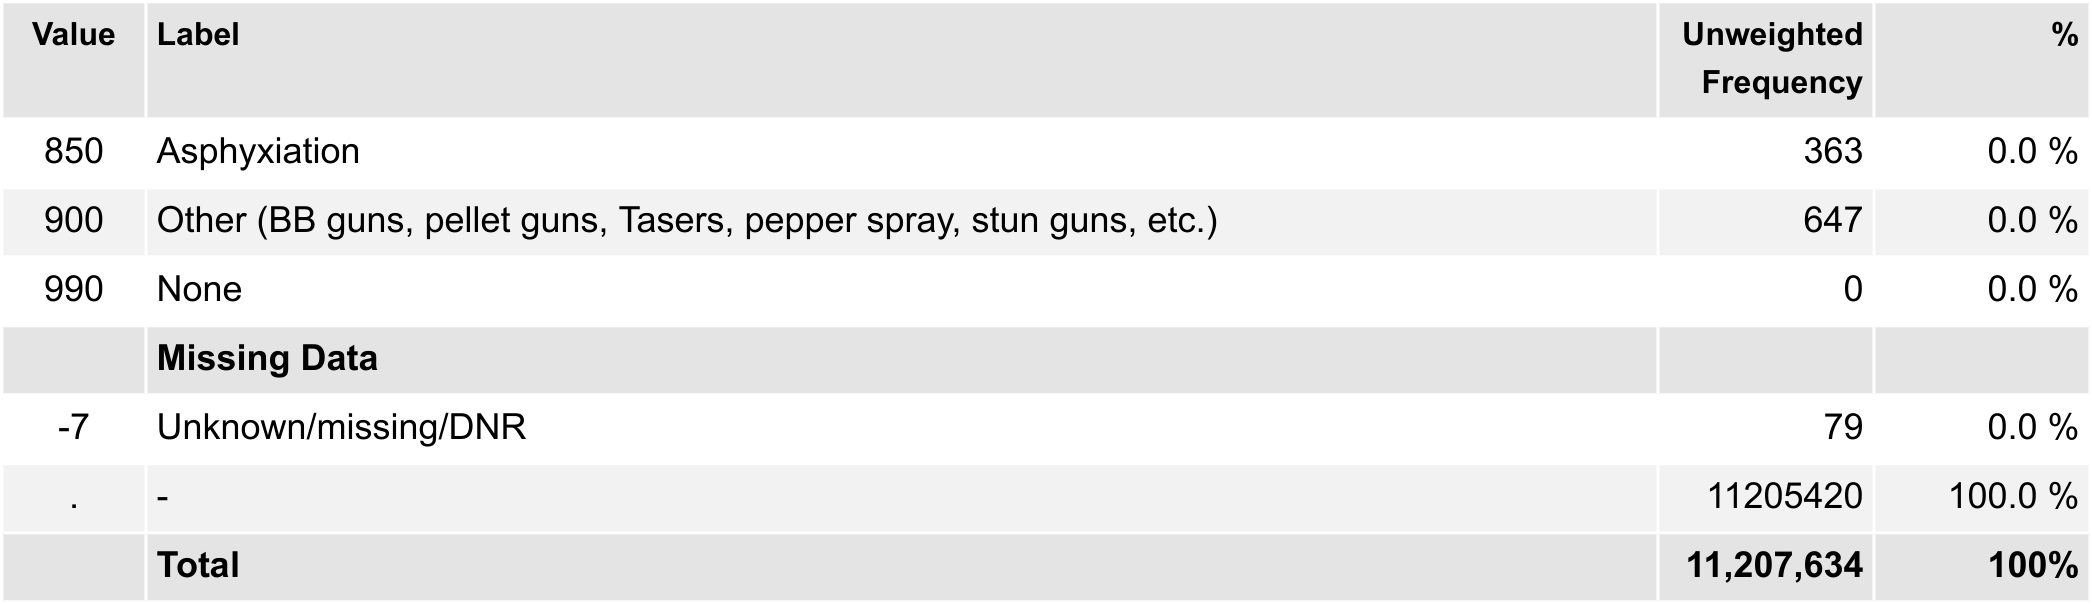 Value Label Unweighted Frequency %
850 Asphyxiation 363 0.0 %
900 Other (BB guns, pellet guns, Tasers, pepper spray, stun guns, etc.) 647 0.0 %
990 None 0 0.0 %
Missing Data
-7 Unknown/missing/DNR 79 0.0 %
. - 11205420 100.0 %
Total 11,207,634 100%